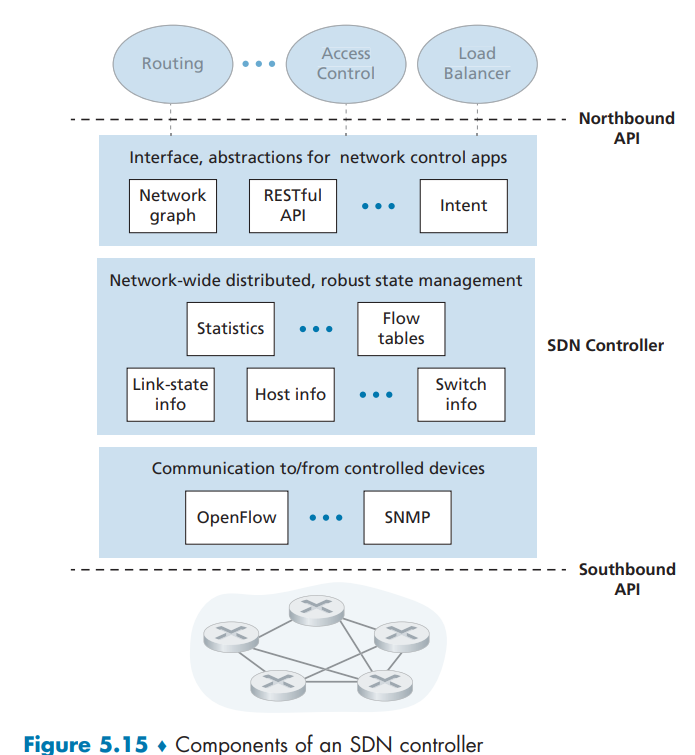 Routing
Access
Control
Load
Balancer
Northbound
API
Interface, abstractions for network control apps
Network
graph
RESTful
API
Intent
Network-wide distributed, robust state management
Statistics
Flow
tables
SDN Controller
Link-state
info
Host info
Switch
info
Communication to/from controlled devices
OpenFlow
SNMP
Southbound
API
Figure 5.15 ♦ Components of an SDN controller